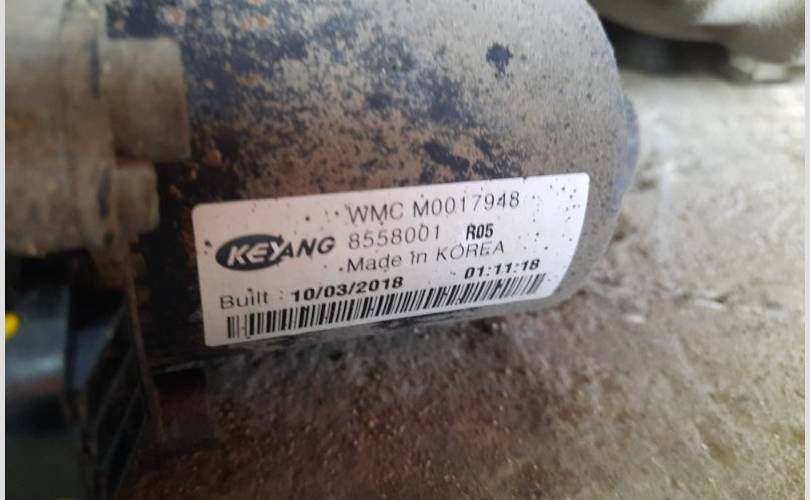 WMC M0017948
KEYANG 8558001 R05
Made in KOREA
Built : 10/03/2018 01:11:18